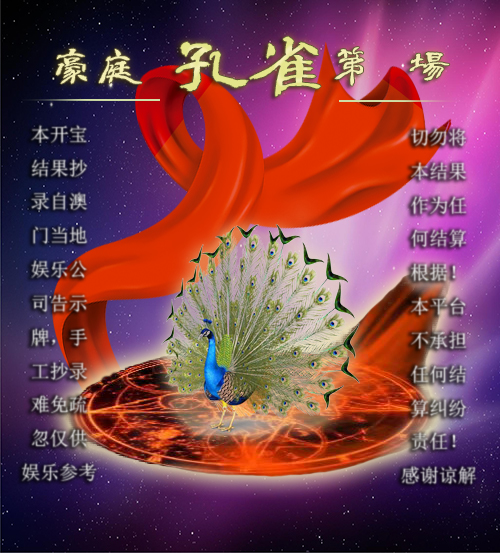 豪庭 孔雀 第 場
本开宝
结果抄
录自澳
门当地
娱乐公
司告示
牌，手
工抄录
难免疏
忽仅供
娱乐参考
切勿将
本结果
作为任
何结算
根据！
本平台
不承担
任何结
算纠纷
责任！
感谢谅解